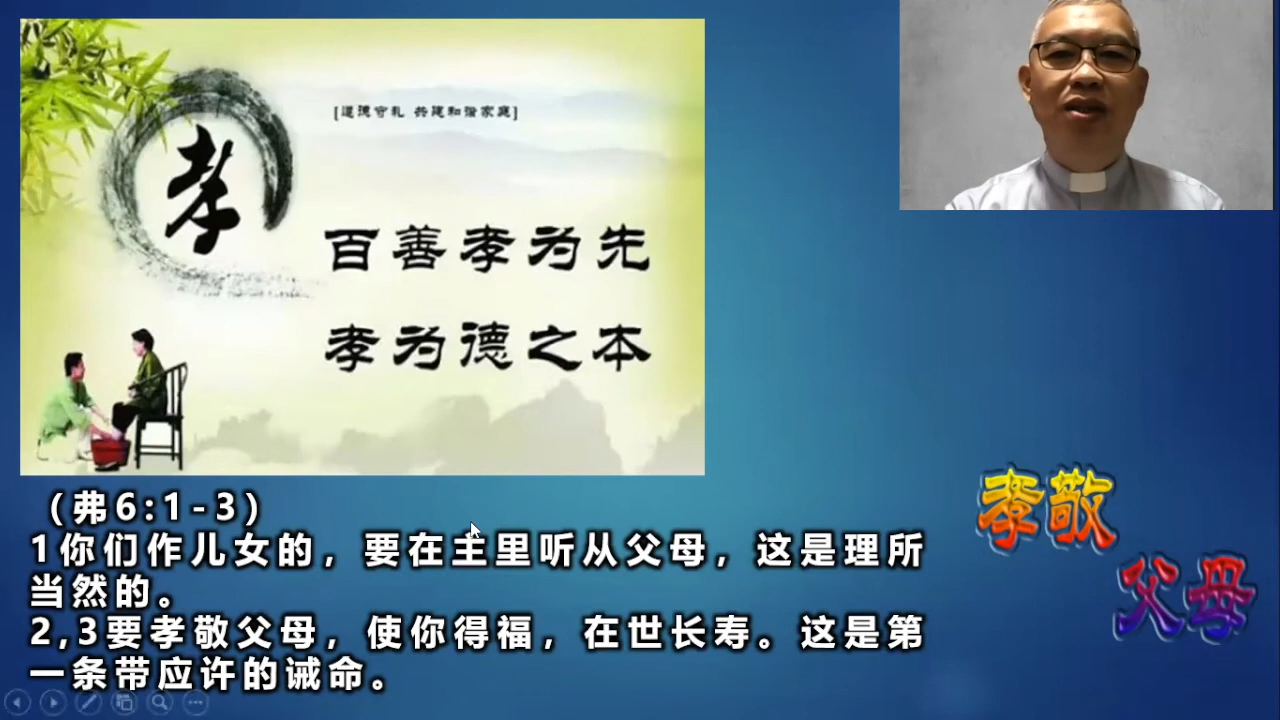 [道德守礼 共建和谐家庭]
孝
百善孝为先
孝为德之本
(弗6:1-3)
1你们作儿女的，要在主里听从父母，这是理所
当然的。
2,3要孝敬父母，使你得福，在世长寿。这是第
一条带应许的诫命。
孝敬
父母